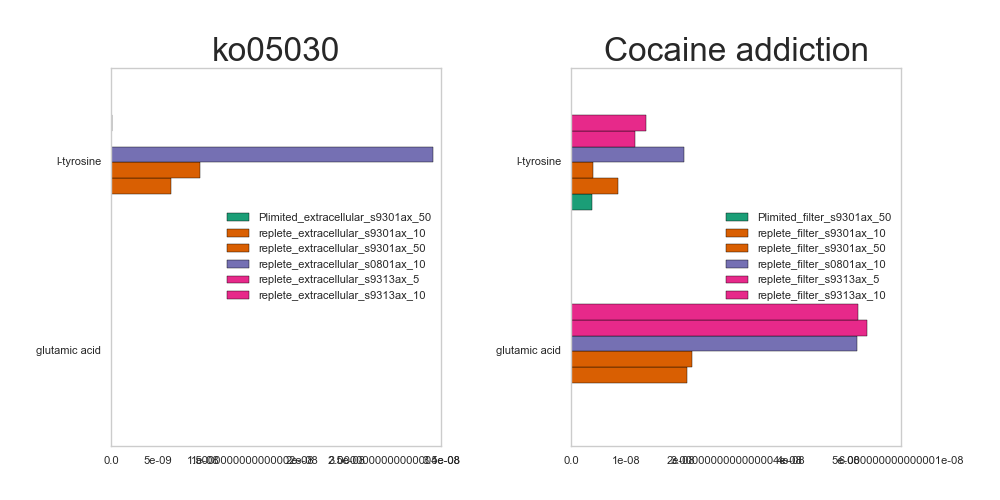 ko05030
Cocaine addiction
l-tyrosine
glutamic acid
Plimited_extracellular_s9301ax_50
replete_extracellular_s9301ax_10
replete_extracellular_s9301ax_50
replete_extracellular_s0801ax_10
replete_extracellular_s9313ax_5
replete_extracellular_s9313ax_10
0.0
5e-09
l-tyrosine
glutamic acid
Plimited_filter_s9301ax_50
replete_filter_s9301ax_10
replete_filter_s9301ax_50
replete_filter_s0801ax_10
replete_filter_s9313ax_5
replete_filter_s9313ax_10
0.0
1e-08